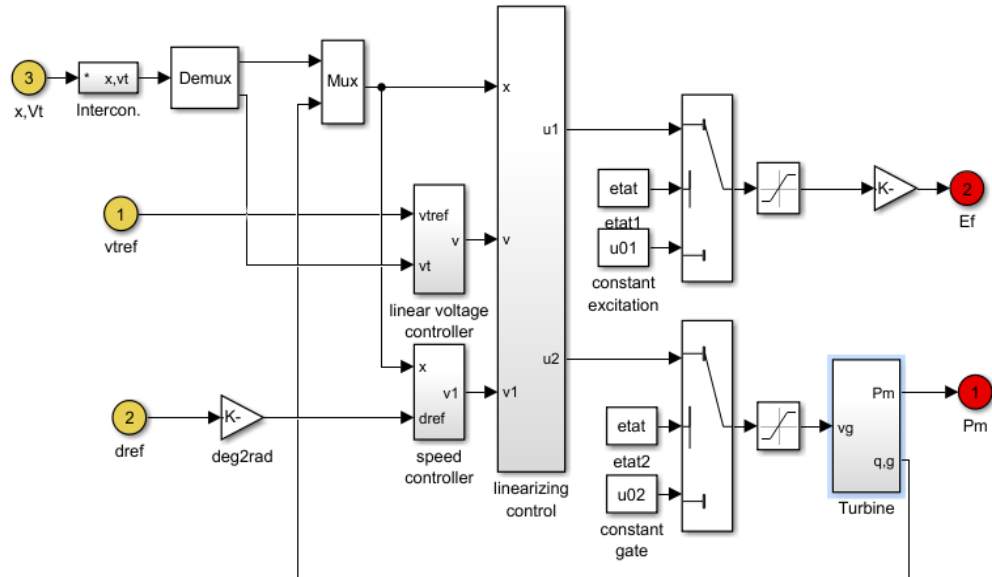 3
x,Vt
* x,vt
Intercon.
Demux
Mux
1
vtref
vtref
v
vt
linear voltage
controller
2
dref
K-
deg2rad
x
v1
dref
speed
controller
x
u1
v
u2
v1
linearizing
control
etat
etat1
u01
constant
excitation
K-
2
Ef
etat
etat2
u02
constant
gate
Pm
vg
q,g
Turbine
1
Pm